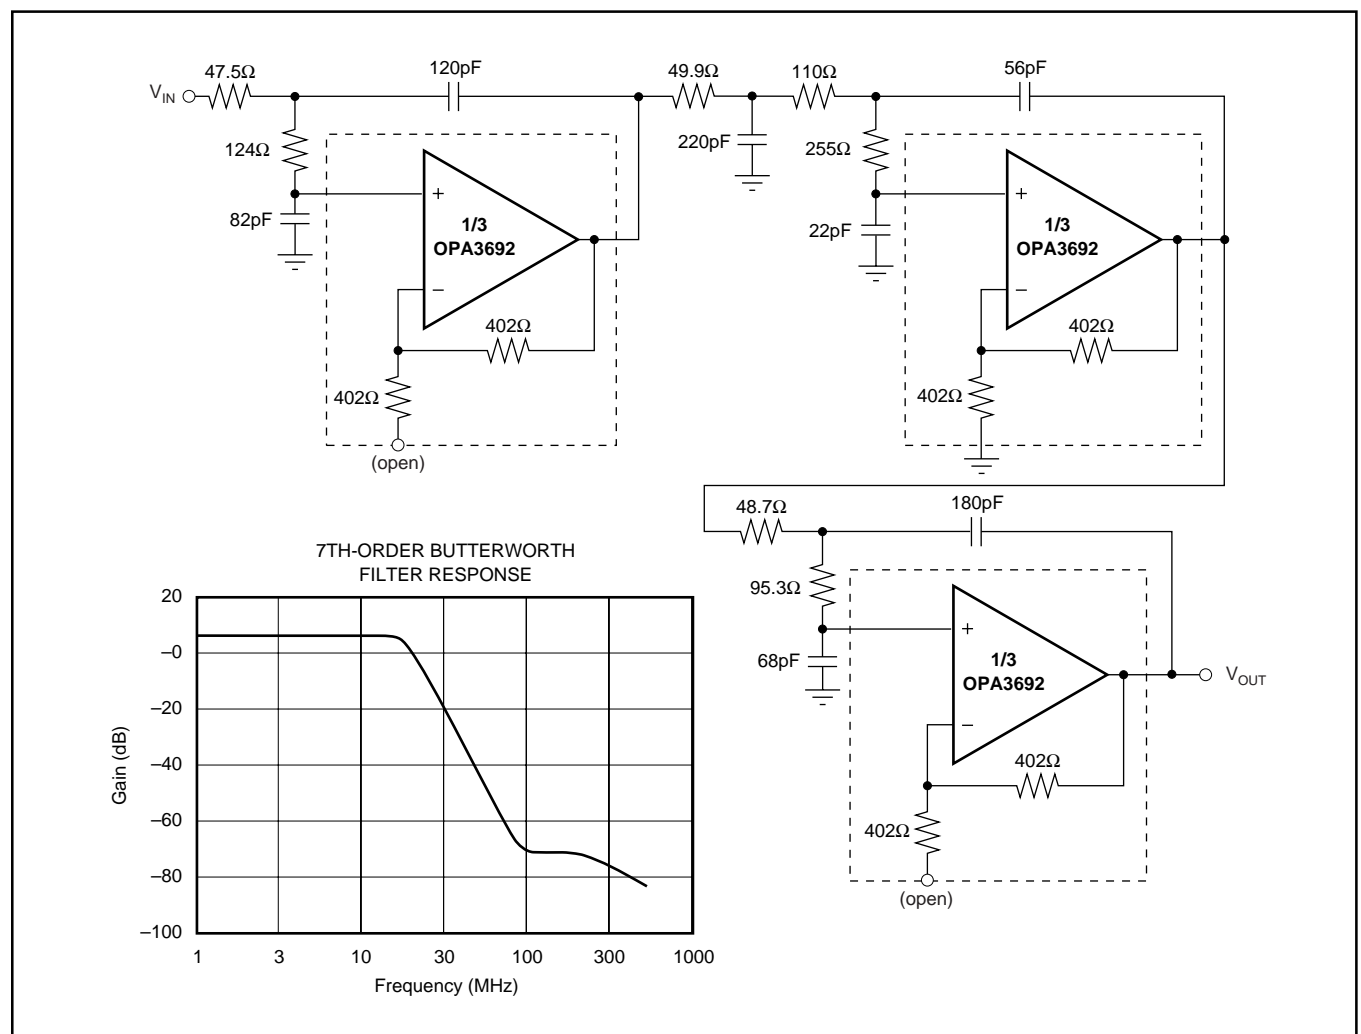 47.5Ω
120pF
49.9Ω
110Ω
56pF
VIN
124Ω
220pF
255Ω
+
+
82pF
1/3
OPA3692
22pF
1/3
OPA3692
–
–
402Ω
402Ω
402Ω
402Ω
(open)
48.7Ω
180pF
95.3Ω
+
68pF
1/3
OPA3692
VOUT
–
402Ω
402Ω
(open)
7TH-ORDER BUTTERWORTH
FILTER RESPONSE
20
–0
–20
–40
–60
–80
–100
Gain (dB)
1 3 10 30 100 300 1000
Frequency (MHz)